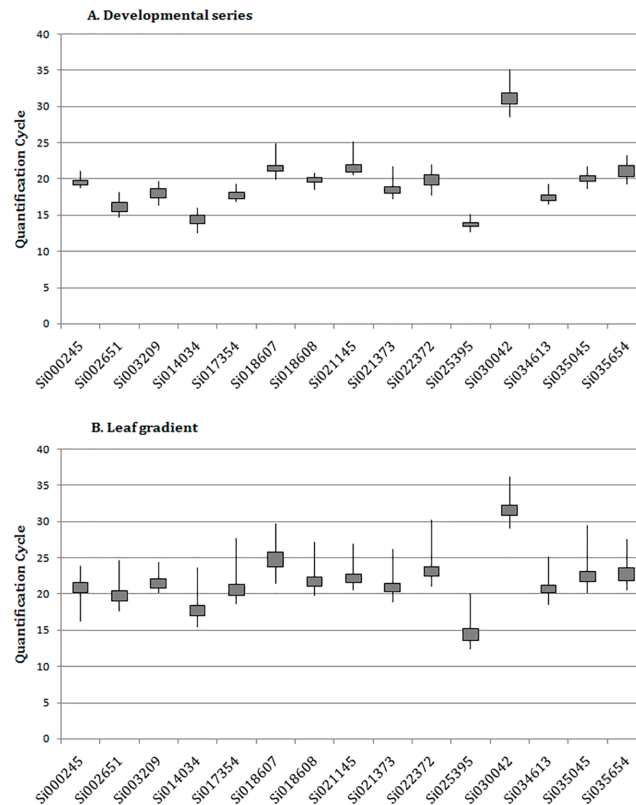 A. Developmental series
Quantification Cycle
40
35
30
25
20
15
10
5
0
Si000245
Si002651
Si003209
Si014034
Si017354
Si018607
Si018608
Si021145
Si021373
Si022372
Si025395
Si030042
Si034613
Si035045
Si035654
B. Leaf gradient
Quantification Cycle
40
35
30
25
20
15
10
5
0
Si000245
Si002651
Si003209
Si014034
Si017354
Si018607
Si018608
Si021145
Si021373
Si022372
Si025395
Si030042
Si034613
Si035045
Si035654